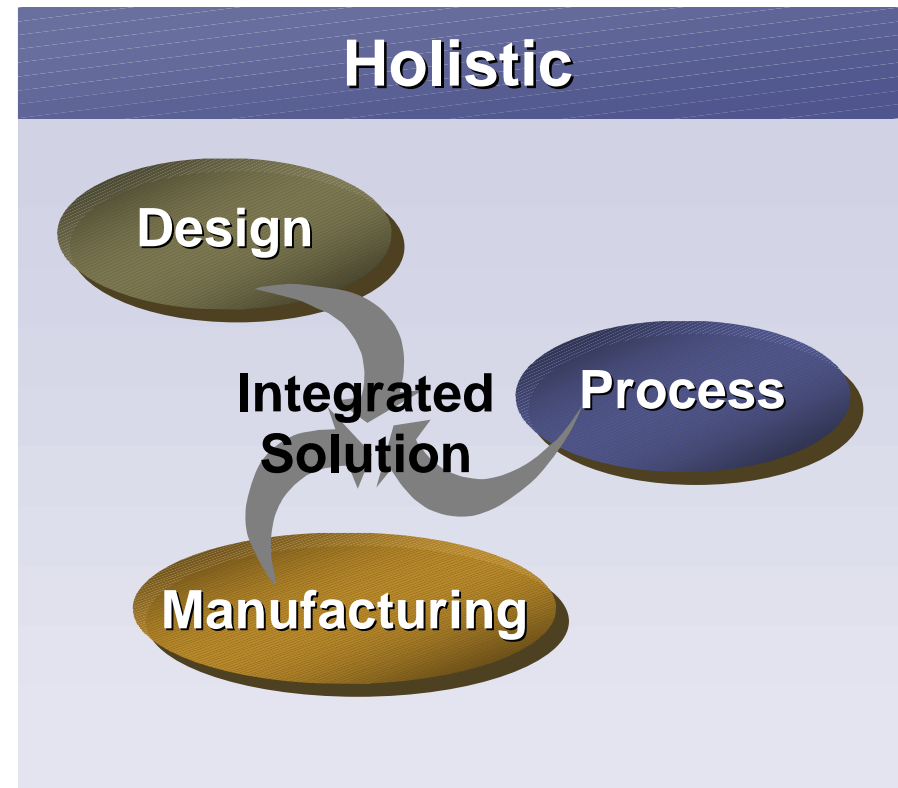 Holistic
Design
Process
Integrated
Solution
Manufacturing